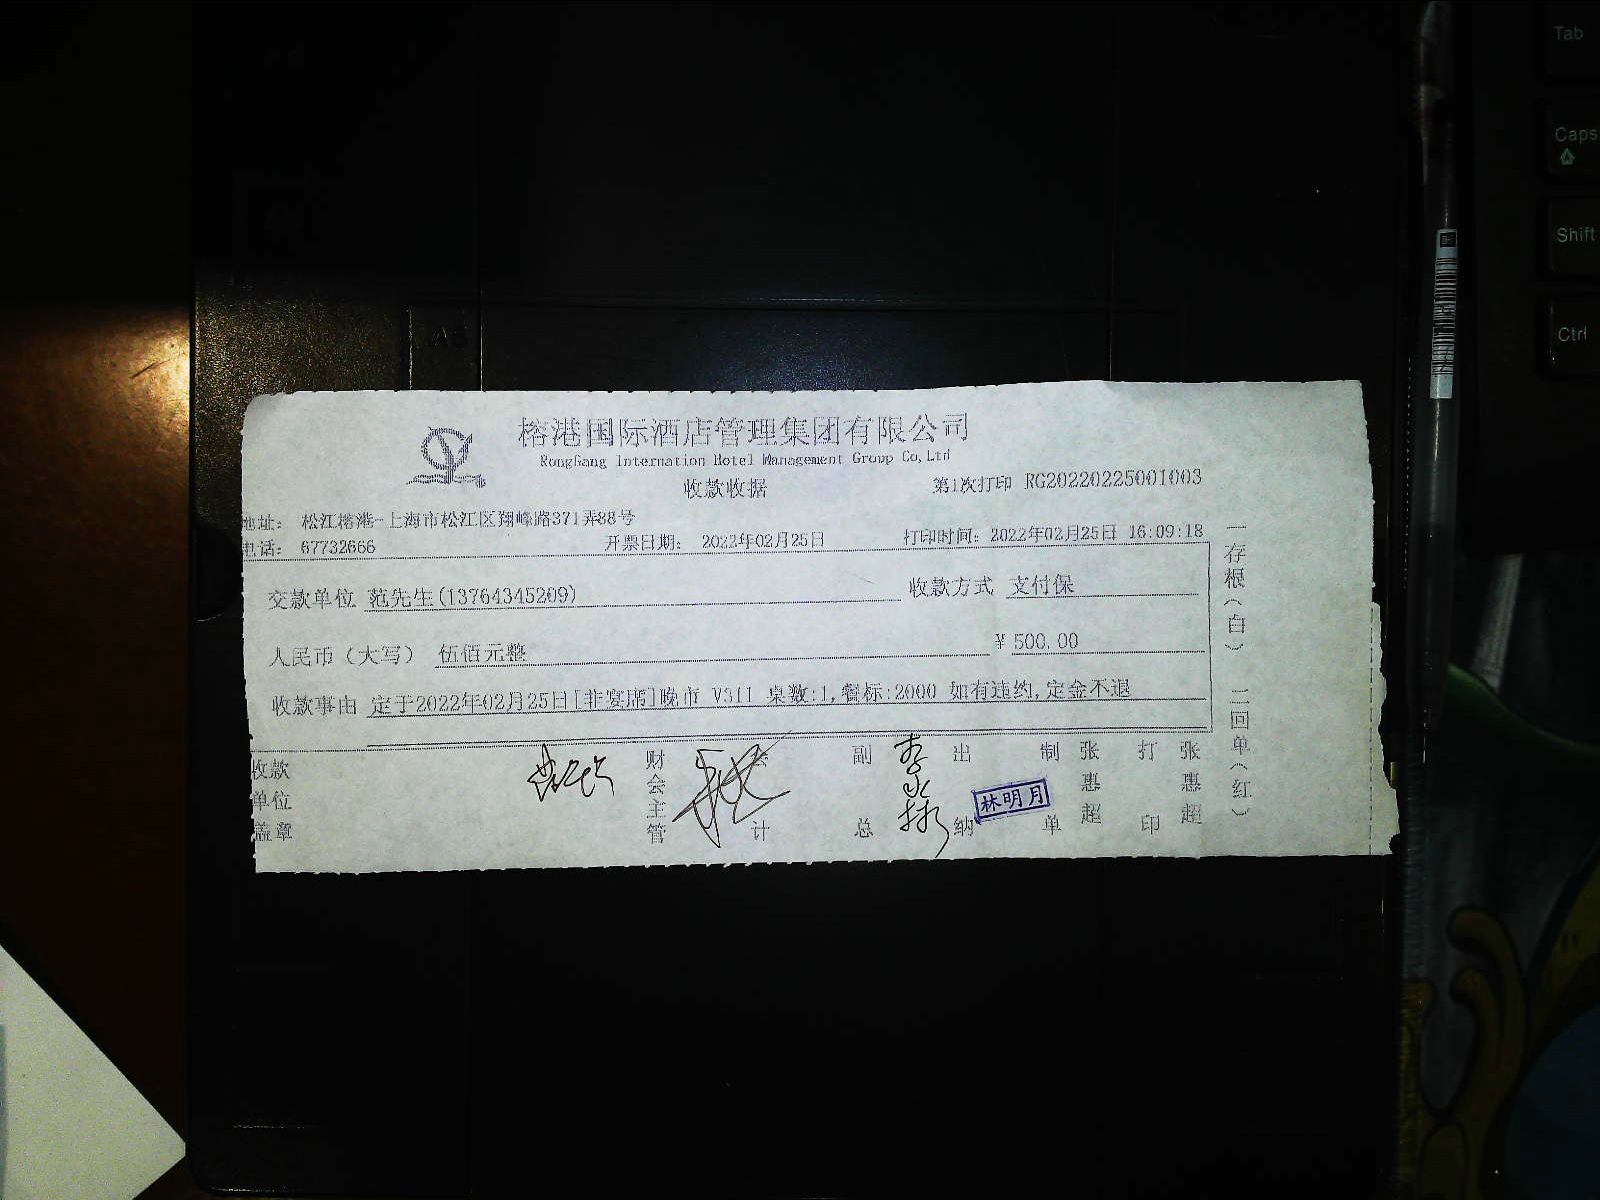 榕港国际酒店管理集团有限公司
RongGang Internation Hotel Management Group Co,Ltd
收款收据
第1次打印 RG20220225001003
地址: 松江榕港-上海市松江区翔峰路371弄88号
电话: 67732666 开票日期: 2022年02月25日 打印时间: 2022年02月25日 16:09:18
交款单位 范先生(13764345209) 收款方式 支付保
人民币(大写) 伍佰元整 ¥ 500.00
收款事由 定于2022年02月25日[非宴席]晚市 V311 桌数:1,餐标:2000 如有违约,定金不退
收款单位盖章 财会主管 会计 副总 出纳 林明月 制单 张惠超 打印 张惠超
一存根(白) 二回单(红)
Tab
Caps
Shift
Ctrl
A5